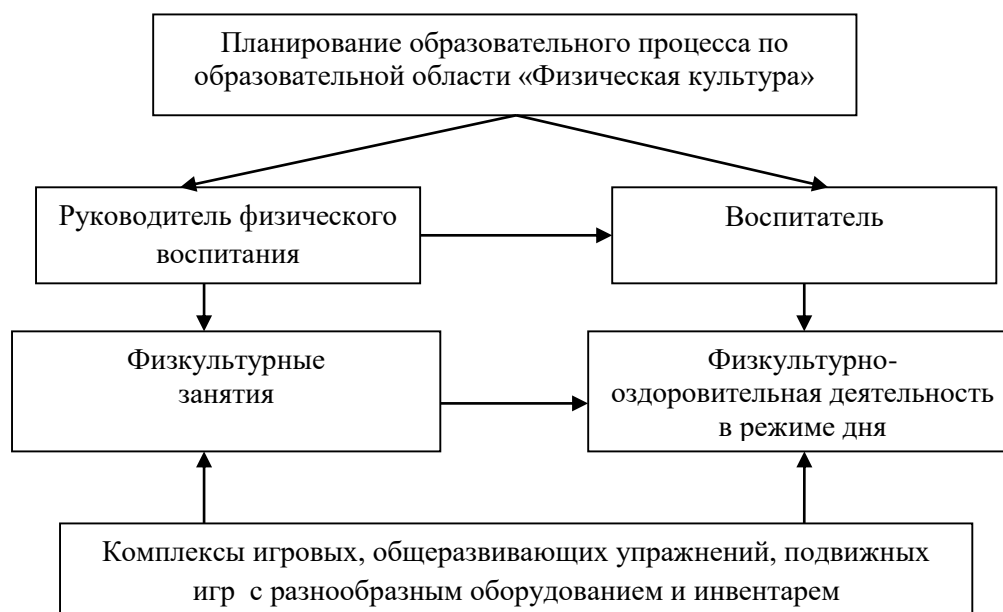 Планирование образовательного процесса по
образовательной области «Физическая культура»
Руководитель физического
воспитания
Воспитатель
Физкультурные
занятия
Физкультурно-
оздоровительная деятельность
в режиме дня
Комплексы игровых, общеразвивающих упражнений, подвижных
игр с разнообразным оборудованием и инвентарем